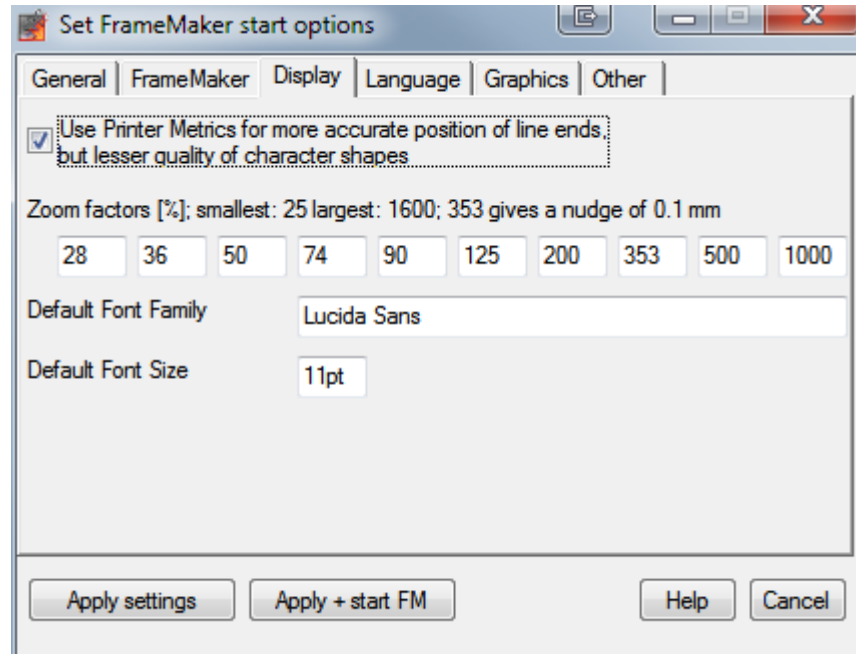 Set FrameMaker start options
General FrameMaker Display Language Graphics Other
Use Printer Metrics for more accurate position of line ends,
but lesser quality of character shapes
Zoom factors [%]; smallest: 25 largest: 1600; 353 gives a nudge of 0.1 mm
28 36 50 74 90 125 200 353 500 1000
Default Font Family Lucida Sans
Default Font Size 11pt
Apply settings Apply + start FM Help Cancel